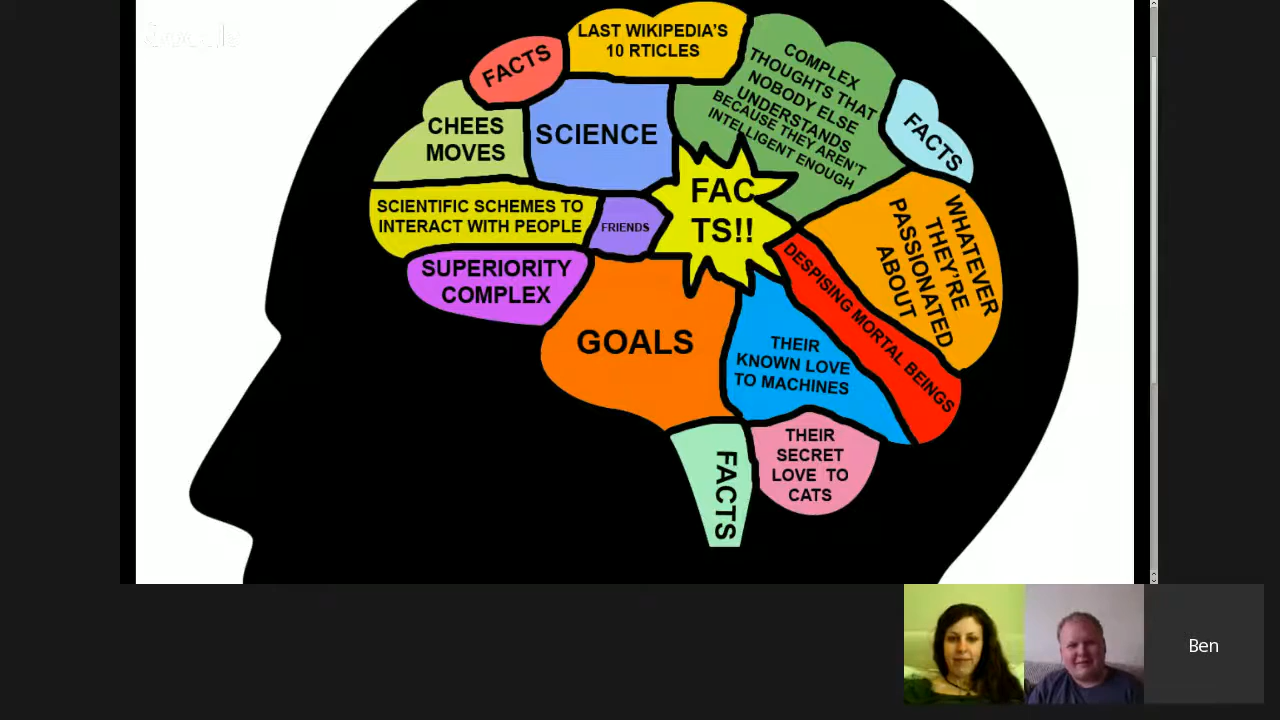 LAST WIKIPEDIA'S
10 RTICLES
FACTS
COMPLEX
THOUGHTS THAT
NOBODY ELSE
UNDERSTANDS
BECAUSE THEY AREN'T
INTELLIGENT ENOUGH
FACTS
CHEES
MOVES
SCIENCE
FAC
TS!!
SCIENTIFIC SCHEMES TO
INTERACT WITH PEOPLE
FRIENDS
WHATEVER
THEY'RE
PASSIONATED
ABOUT
SUPERIORITY
COMPLEX
DESPISING MORTAL BEINGS
GOALS
THEIR
KNOWN LOVE
TO MACHINES
THEIR
SECRET
LOVE TO
CATS
FACTS
Ben